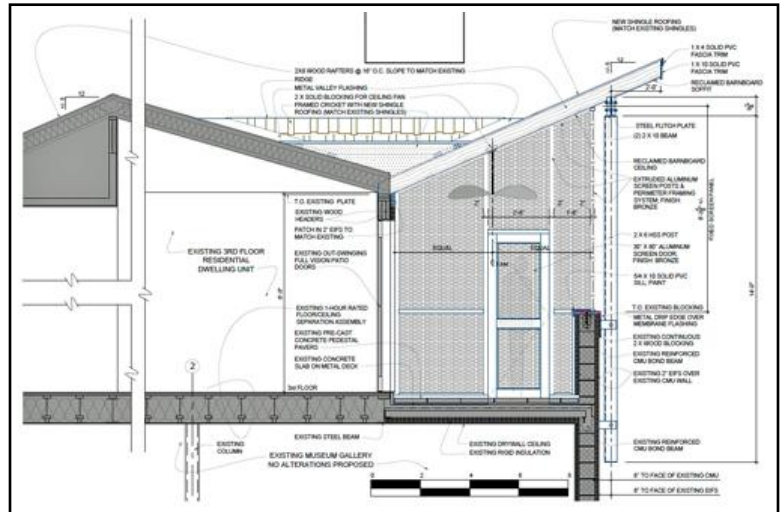 NEW SHINGLE ROOFING
(MATCH EXISTING SHINGLES)
1 X 4 SOLID PVC
FASCIA TRIM
1 X 10 SOLID PVC
FASCIA TRIM
RECLAIMED BARNBOARD
SOFFIT
12
12
2X8 WOOD RAFTERS @ 16" O.C. SLOPE TO MATCH EXISTING
RIDGE
METAL VALLEY FLASHING
2 X SOLID BLOCKING FOR CEILING FAN
FRAMED CRICKET WITH NEW SHINGLE
ROOFING (MATCH EXISTING SHINGLES)
2'-6"
STEEL FLITCH PLATE
(2) 2 X 10 BEAM
RECLAIMED BARNBOARD
CEILING
EXTRUDED ALUMINUM
SCREEN POSTS &
PERIMETER FRAMING
SYSTEM, FINISH:
BRONZE
FIXED SCREEN PANEL
2 X 6 HSS POST
30" X 80" ALUMINUM
SCREEN DOOR,
FINISH: BRONZE
5/4 X 10 SOLID PVC
SILL PAINT
T.O. EXISTING BLOCKING
METAL DRIP EDGE OVER
MEMBRANE FLASHING
EXISTING CONTINUOUS
2 X WOOD BLOCKING
EXISTING REINFORCED
CMU BOND BEAM
EXISTING 2" EIFS OVER
EXISTING CMU WALL
EXISTING REINFORCED
CMU BOND BEAM
6" TO FACE OF EXISTING CMU
8" TO FACE OF EXISTING EIFS
T.O. EXISTING PLATE
EXISTING WOOD
HEADERS
PATCH IN 2" EIFS TO
MATCH EXISTING
EXISTING OUT-SWINGING
FULL VISION PATIO
DOORS
EXISTING 1-HOUR RATED
FLOOR/CEILING
SEPARATION ASSEMBLY
EXISTING PRE-CAST
CONCRETE PEDESTAL
PAVERS
EXISTING CONCRETE
SLAB ON METAL DECK
3rd FLOOR
EQUAL
EQUAL
EXISTING 3RD FLOOR
RESIDENTIAL
DWELLING UNIT
2
EXISTING
COLUMN
EXISTING STEEL BEAM
EXISTING MUSEUM GALLERY
NO ALTERATIONS PROPOSED
EXISTING DRYWALL CEILING
EXISTING RIGID INSULATION
0 2 4 6 8